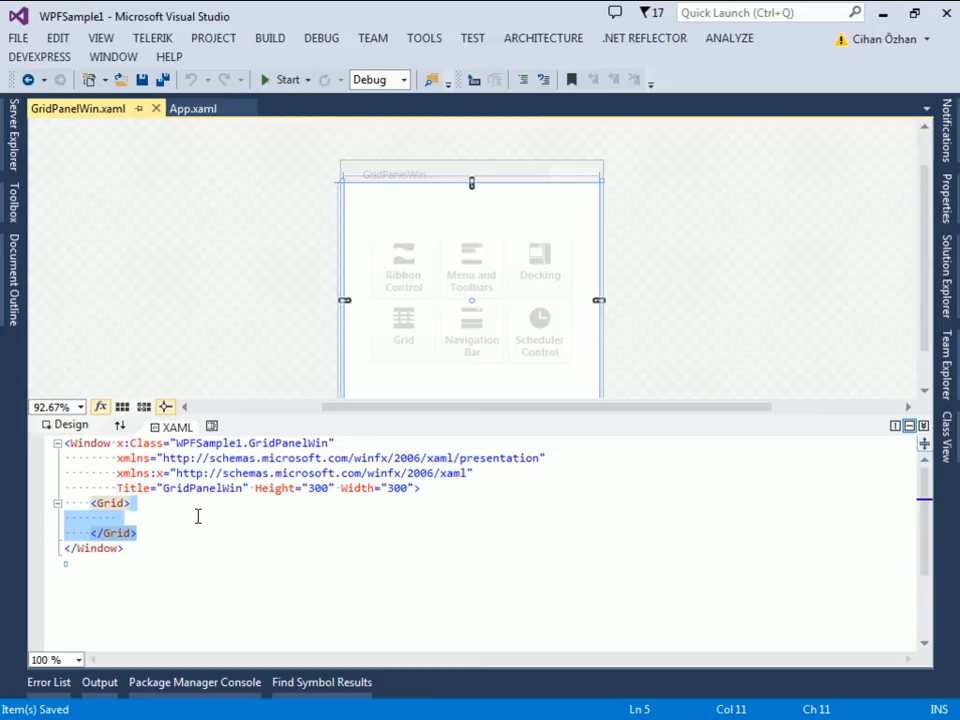 WPFSample1 - Microsoft Visual Studio
17
Quick Launch (Ctrl+Q)
FILE EDIT VIEW TELERIK PROJECT BUILD DEBUG TEAM TOOLS TEST ARCHITECTURE .NET REFLECTOR ANALYZE
Cihan Özhan
DEVEXPRESS WINDOW HELP
Start
Debug
GridPanelWin.xaml
App.xaml
Server Explorer
Toolbox
Document Outline
Notifications
Properties
Solution Explorer
Team Explorer
Class View
GridPanelWin
Ribbon Control
Menu and Toolbars
Docking
Grid
Navigation Bar
Scheduler Control
92.67%
fx
Design
XAML
<Window x:Class="WPFSample1.GridPanelWin"
xmlns="http://schemas.microsoft.com/winfx/2006/xaml/presentation"
xmlns:x="http://schemas.microsoft.com/winfx/2006/xaml"
Title="GridPanelWin" Height="300" Width="300">
<Grid>
</Grid>
</Window>
100 %
Error List Output Package Manager Console Find Symbol Results
Item(s) Saved
Ln 5
Col 11
Ch 11
INS